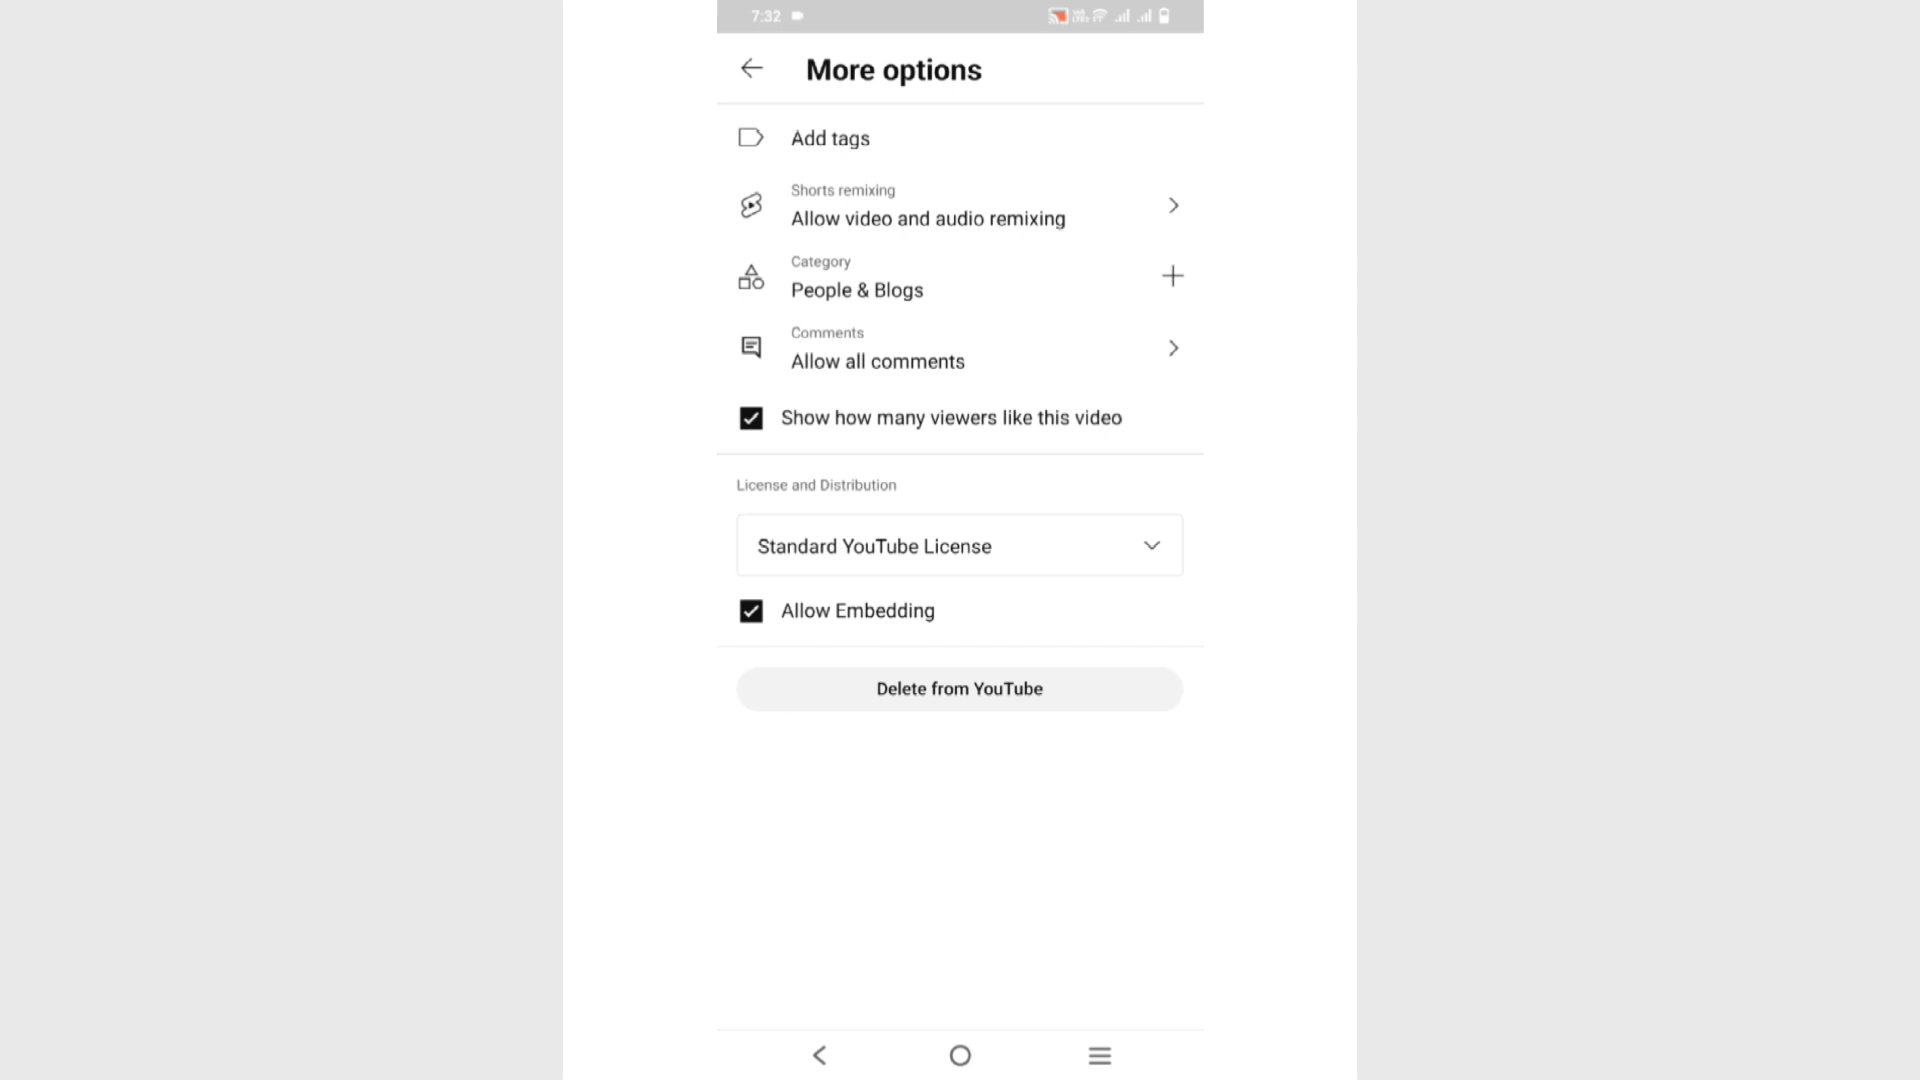 7:32
More options
Add tags
Shorts remixing
Allow video and audio remixing
Category
People & Blogs
Comments
Allow all comments
Show how many viewers like this video
License and Distribution
Standard YouTube License
Allow Embedding
Delete from YouTube